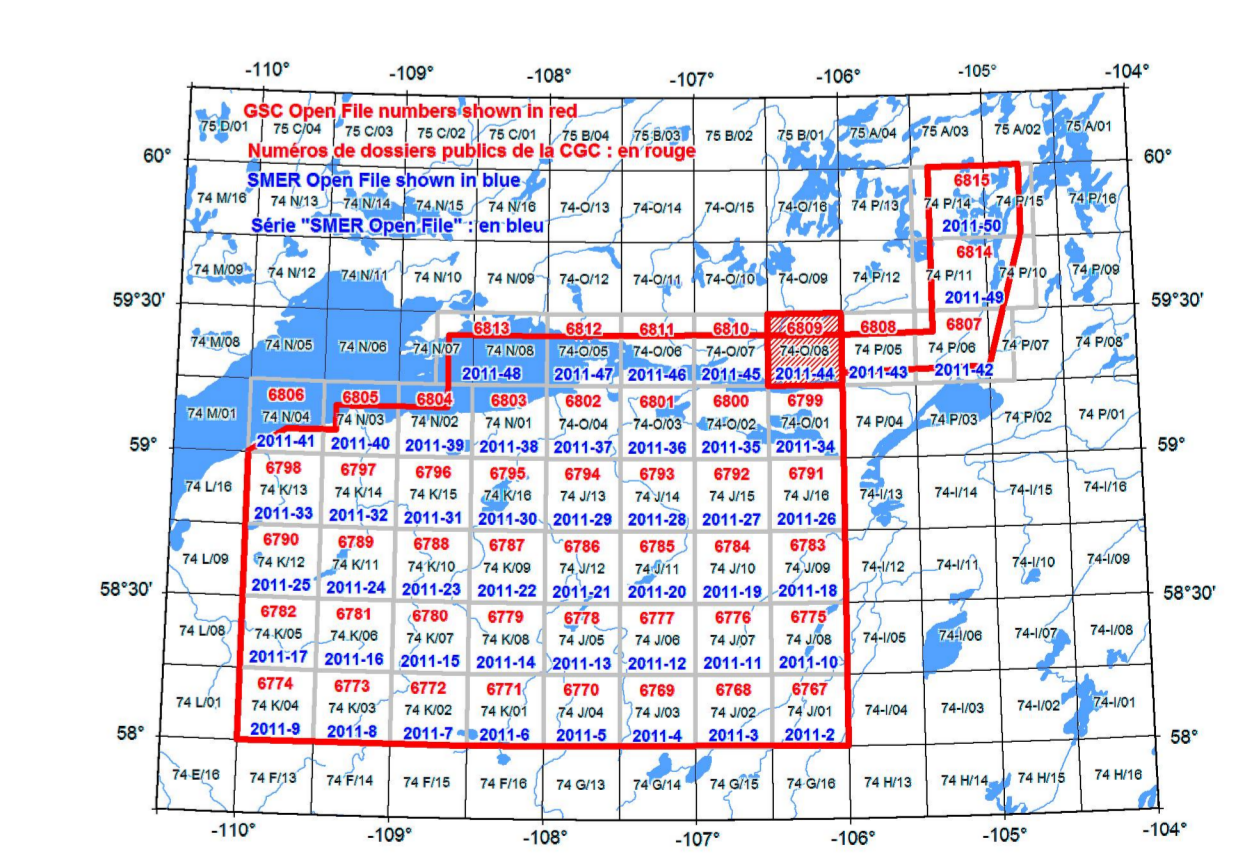 -110° -109° -108° -107° -106° -105° -104°
GSC Open File numbers shown in red
75 D/01 75 C/04 75 C/03 75 C/02 75 C/01 75 B/04 75 B/03 75 B/02 75 B/01 75 A/04 75 A/03 75 A/02 75 A/01
Numéros de dossiers publics de la CGC : en rouge
60° 60°
SMER Open File shown in blue
6815
74 M/16 74 N/13 74 N/14 74 N/15 74 N/16 74-O/13 74-O/14 74-O/15 74-O/16 74 P/13 74 P/14 74 P/15 74 P/16
Série "SMER Open File" : en bleu
2011-50
6814
74 M/09 74 N/12 74 N/11 74 N/10 74 N/09 74-O/12 74-O/11 74-O/10 74-O/09 74 P/12 74 P/11 74 P/10 74 P/09
2011-49
59°30' 59°30'
6813 6812 6811 6810 6809 6808 6807
74 M/08 74 N/05 74 N/06 74 N/07 74 N/08 74-O/05 74-O/06 74-O/07 74-O/08 74 P/05 74 P/06 74 P/07 74 P/08
2011-48 2011-47 2011-46 2011-45 2011-44 2011-43 2011-42
6806 6805 6804 6803 6802 6801 6800 6799
74 M/01 74 N/04 74 N/03 74 N/02 74 N/01 74-O/04 74-O/03 74-O/02 74-O/01 74 P/04 74 P/03 74 P/02 74 P/01
2011-41 2011-40 2011-39 2011-38 2011-37 2011-36 2011-35 2011-34
59° 59°
6798 6797 6796 6795 6794 6793 6792 6791
74 L/16 74 K/13 74 K/14 74 K/15 74 K/16 74 J/13 74 J/14 74 J/15 74 J/16 74-I/13 74-I/14 74-I/15 74-I/16
2011-33 2011-32 2011-31 2011-30 2011-29 2011-28 2011-27 2011-26
6790 6789 6788 6787 6786 6785 6784 6783
74 L/09 74 K/12 74 K/11 74 K/10 74 K/09 74 J/12 74 J/11 74 J/10 74 J/09 74-I/12 74-I/11 74-I/10 74-I/09
2011-25 2011-24 2011-23 2011-22 2011-21 2011-20 2011-19 2011-18
58°30' 58°30'
6782 6781 6780 6779 6778 6777 6776 6775
74 L/08 74 K/05 74 K/06 74 K/07 74 K/08 74 J/05 74 J/06 74 J/07 74 J/08 74-I/05 74-I/06 74-I/07 74-I/08
2011-17 2011-16 2011-15 2011-14 2011-13 2011-12 2011-11 2011-10
6774 6773 6772 6771 6770 6769 6768 6767
74 L/01 74 K/04 74 K/03 74 K/02 74 K/01 74 J/04 74 J/03 74 J/02 74 J/01 74-I/04 74-I/03 74-I/02 74-I/01
2011-9 2011-8 2011-7 2011-6 2011-5 2011-4 2011-3 2011-2
58° 58°
74 E/16 74 F/13 74 F/14 74 F/15 74 F/16 74 G/13 74 G/14 74 G/15 74 G/16 74 H/13 74 H/14 74 H/15 74 H/16
-110° -109° -108° -107° -106° -105° -104°